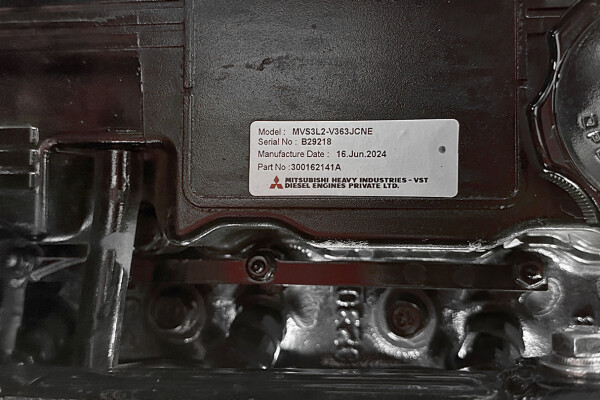 Model : MVS3L2-V363JCNE
Serial No : B29218
Manufacture Date : 16.Jun.2024
Part No :300162141A
MITSUBISHI HEAVY INDUSTRIES - VST
DIESEL ENGINES PRIVATE LTD.